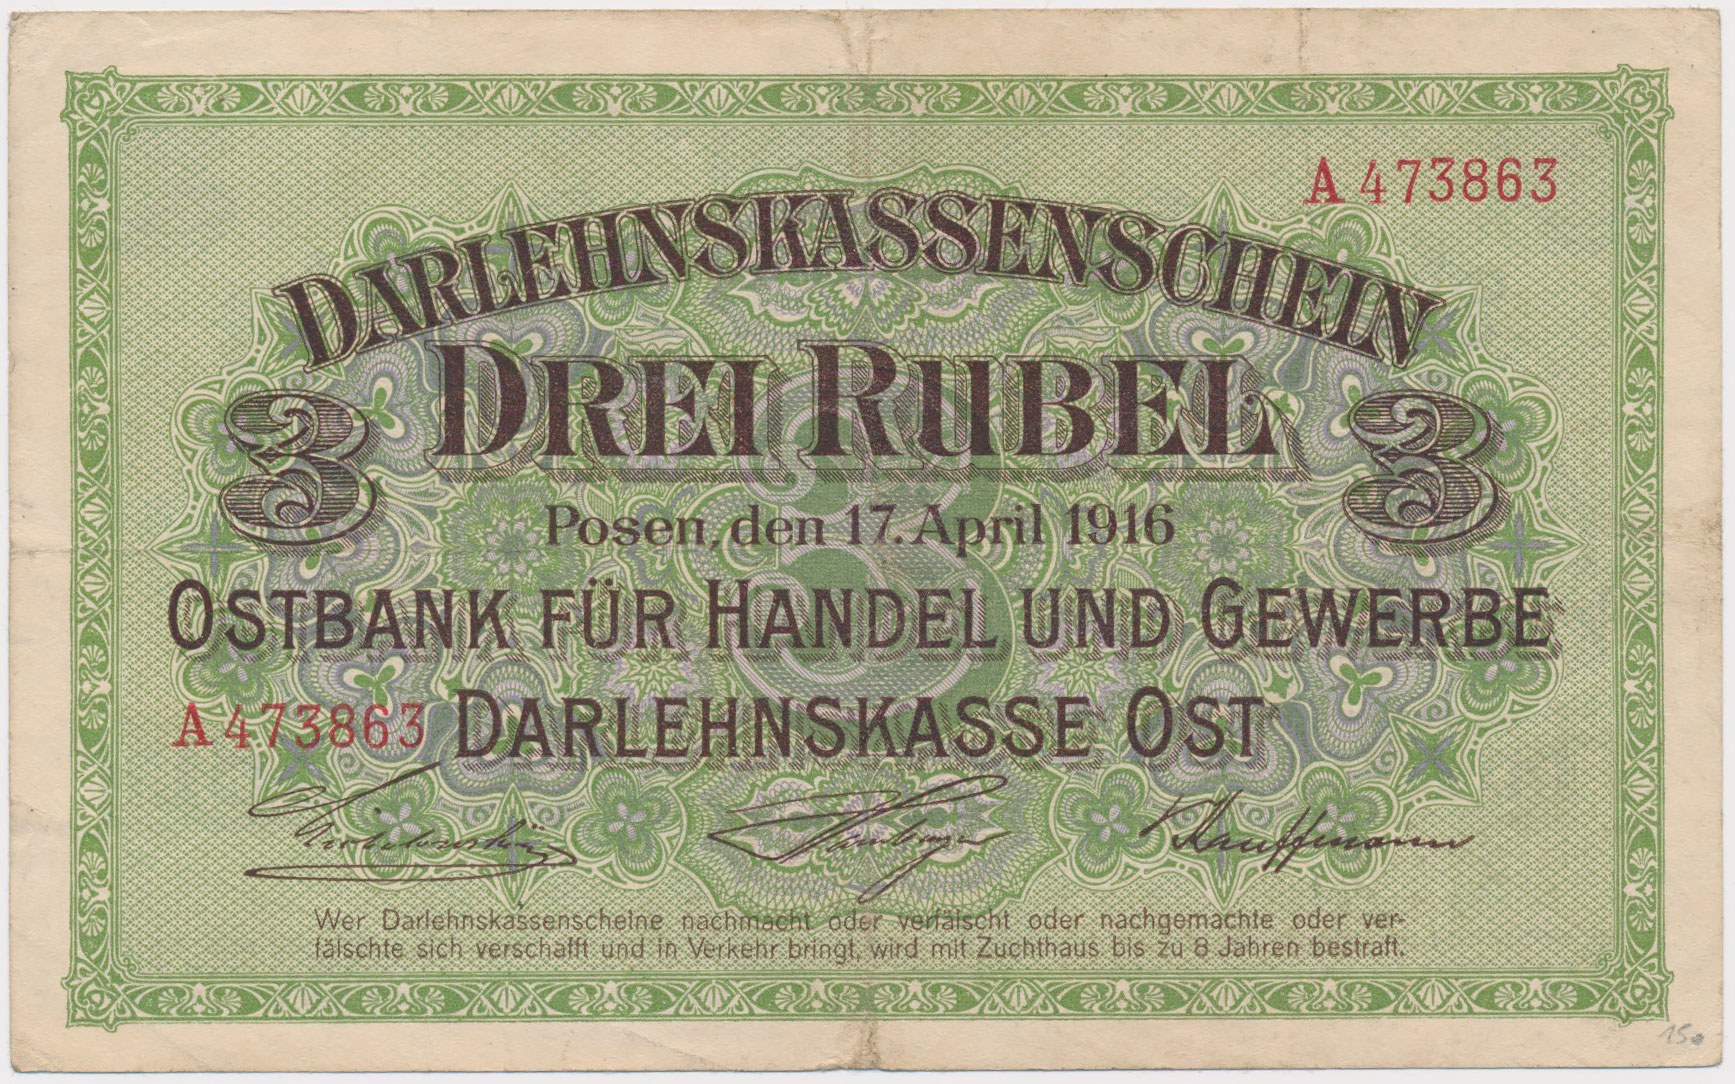 A 473863
DARLEHNSKASSENSCHEIN
DREI RUBEL
3 3
Posen, den 17. April 1916
OSTBANK FÜR HANDEL UND GEWERBE
A 473863 DARLEHNSKASSE OST
Kauffmann
Wer Darlehnskassenscheine nachmacht oder verfälscht oder nachgemachte oder ver-
fälschte sich verschafft und in Verkehr bringt, wird mit Zuchthaus bis zu 8 Jahren bestraft.